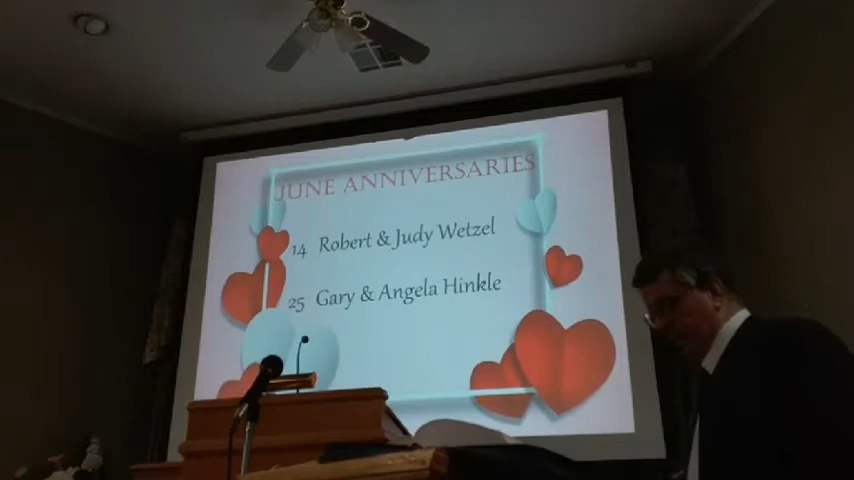 JUNE ANNIVERSARIES
14 Robert & Judy Wetzel
25 Gary & Angela Hinkle